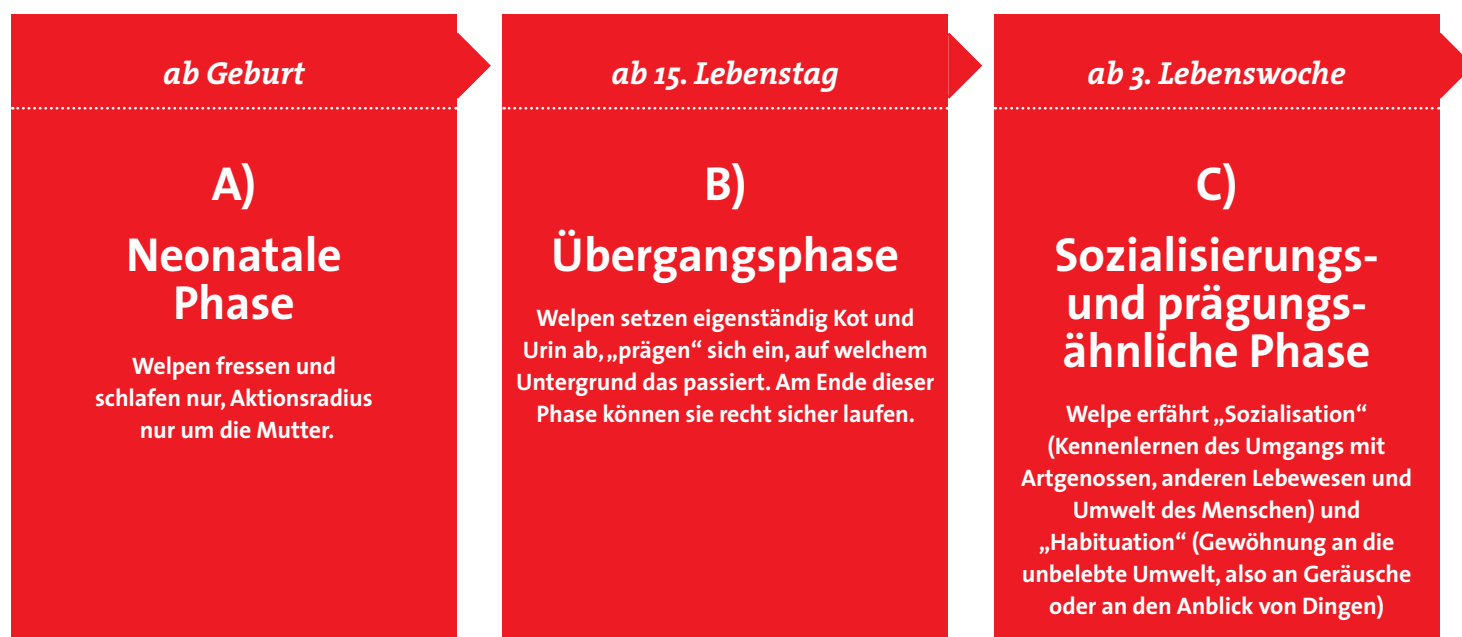 ab Geburt
A)
Neonatale
Phase
Welpen fressen und
schlafen nur, Aktionsradius
nur um die Mutter.
ab 15. Lebenstag
B)
Übergangsphase
Welpen setzen eigenständig Kot und
Urin ab, „prägen“ sich ein, auf welchem
Untergrund das passiert. Am Ende dieser
Phase können sie recht sicher laufen.
ab 3. Lebenswoche
C)
Sozialisierungs-
und prägungs-
ähnliche Phase
Welpe erfährt „Sozialisation“
(Kennenlernen des Umgangs mit
Artgenossen, anderen Lebewesen und
Umwelt des Menschen) und
„Habituation“ (Gewöhnung an die
unbelebte Umwelt, also an Geräusche
oder an den Anblick von Dingen)